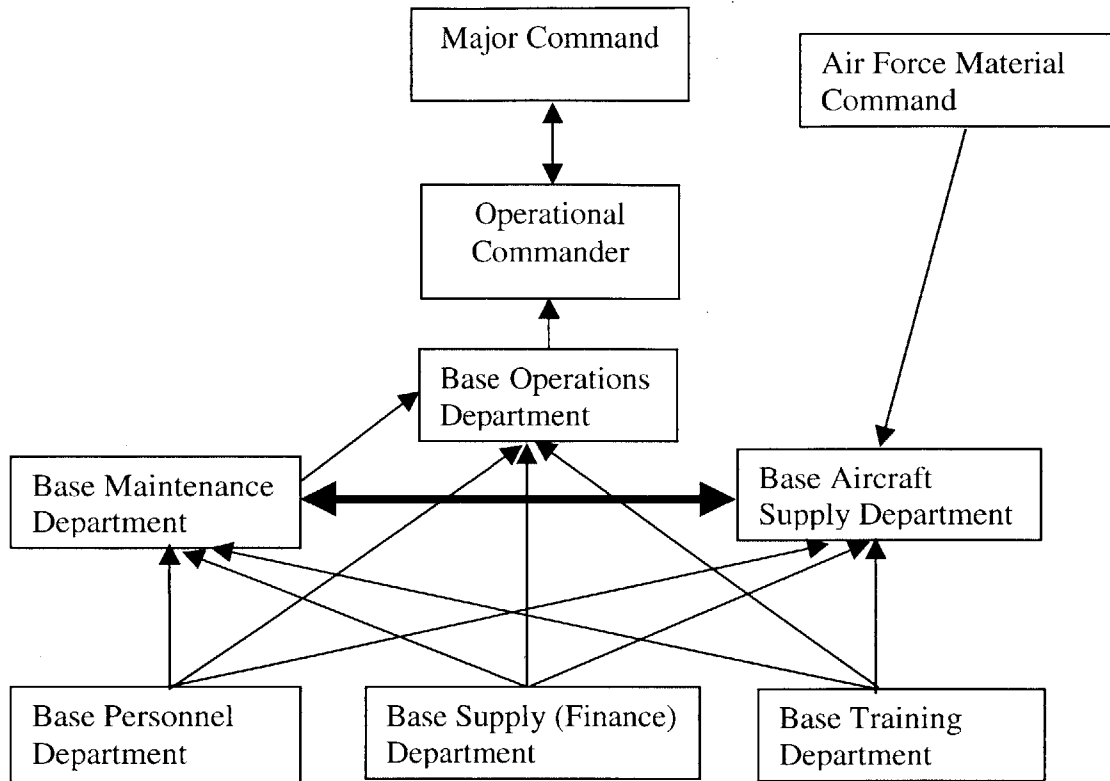 Major Command
Air Force Material
Command
Operational
Commander
Base Operations
Department
Base Maintenance
Department
Base Aircraft
Supply Department
Base Personnel
Department
Base Supply (Finance)
Department
Base Training
Department